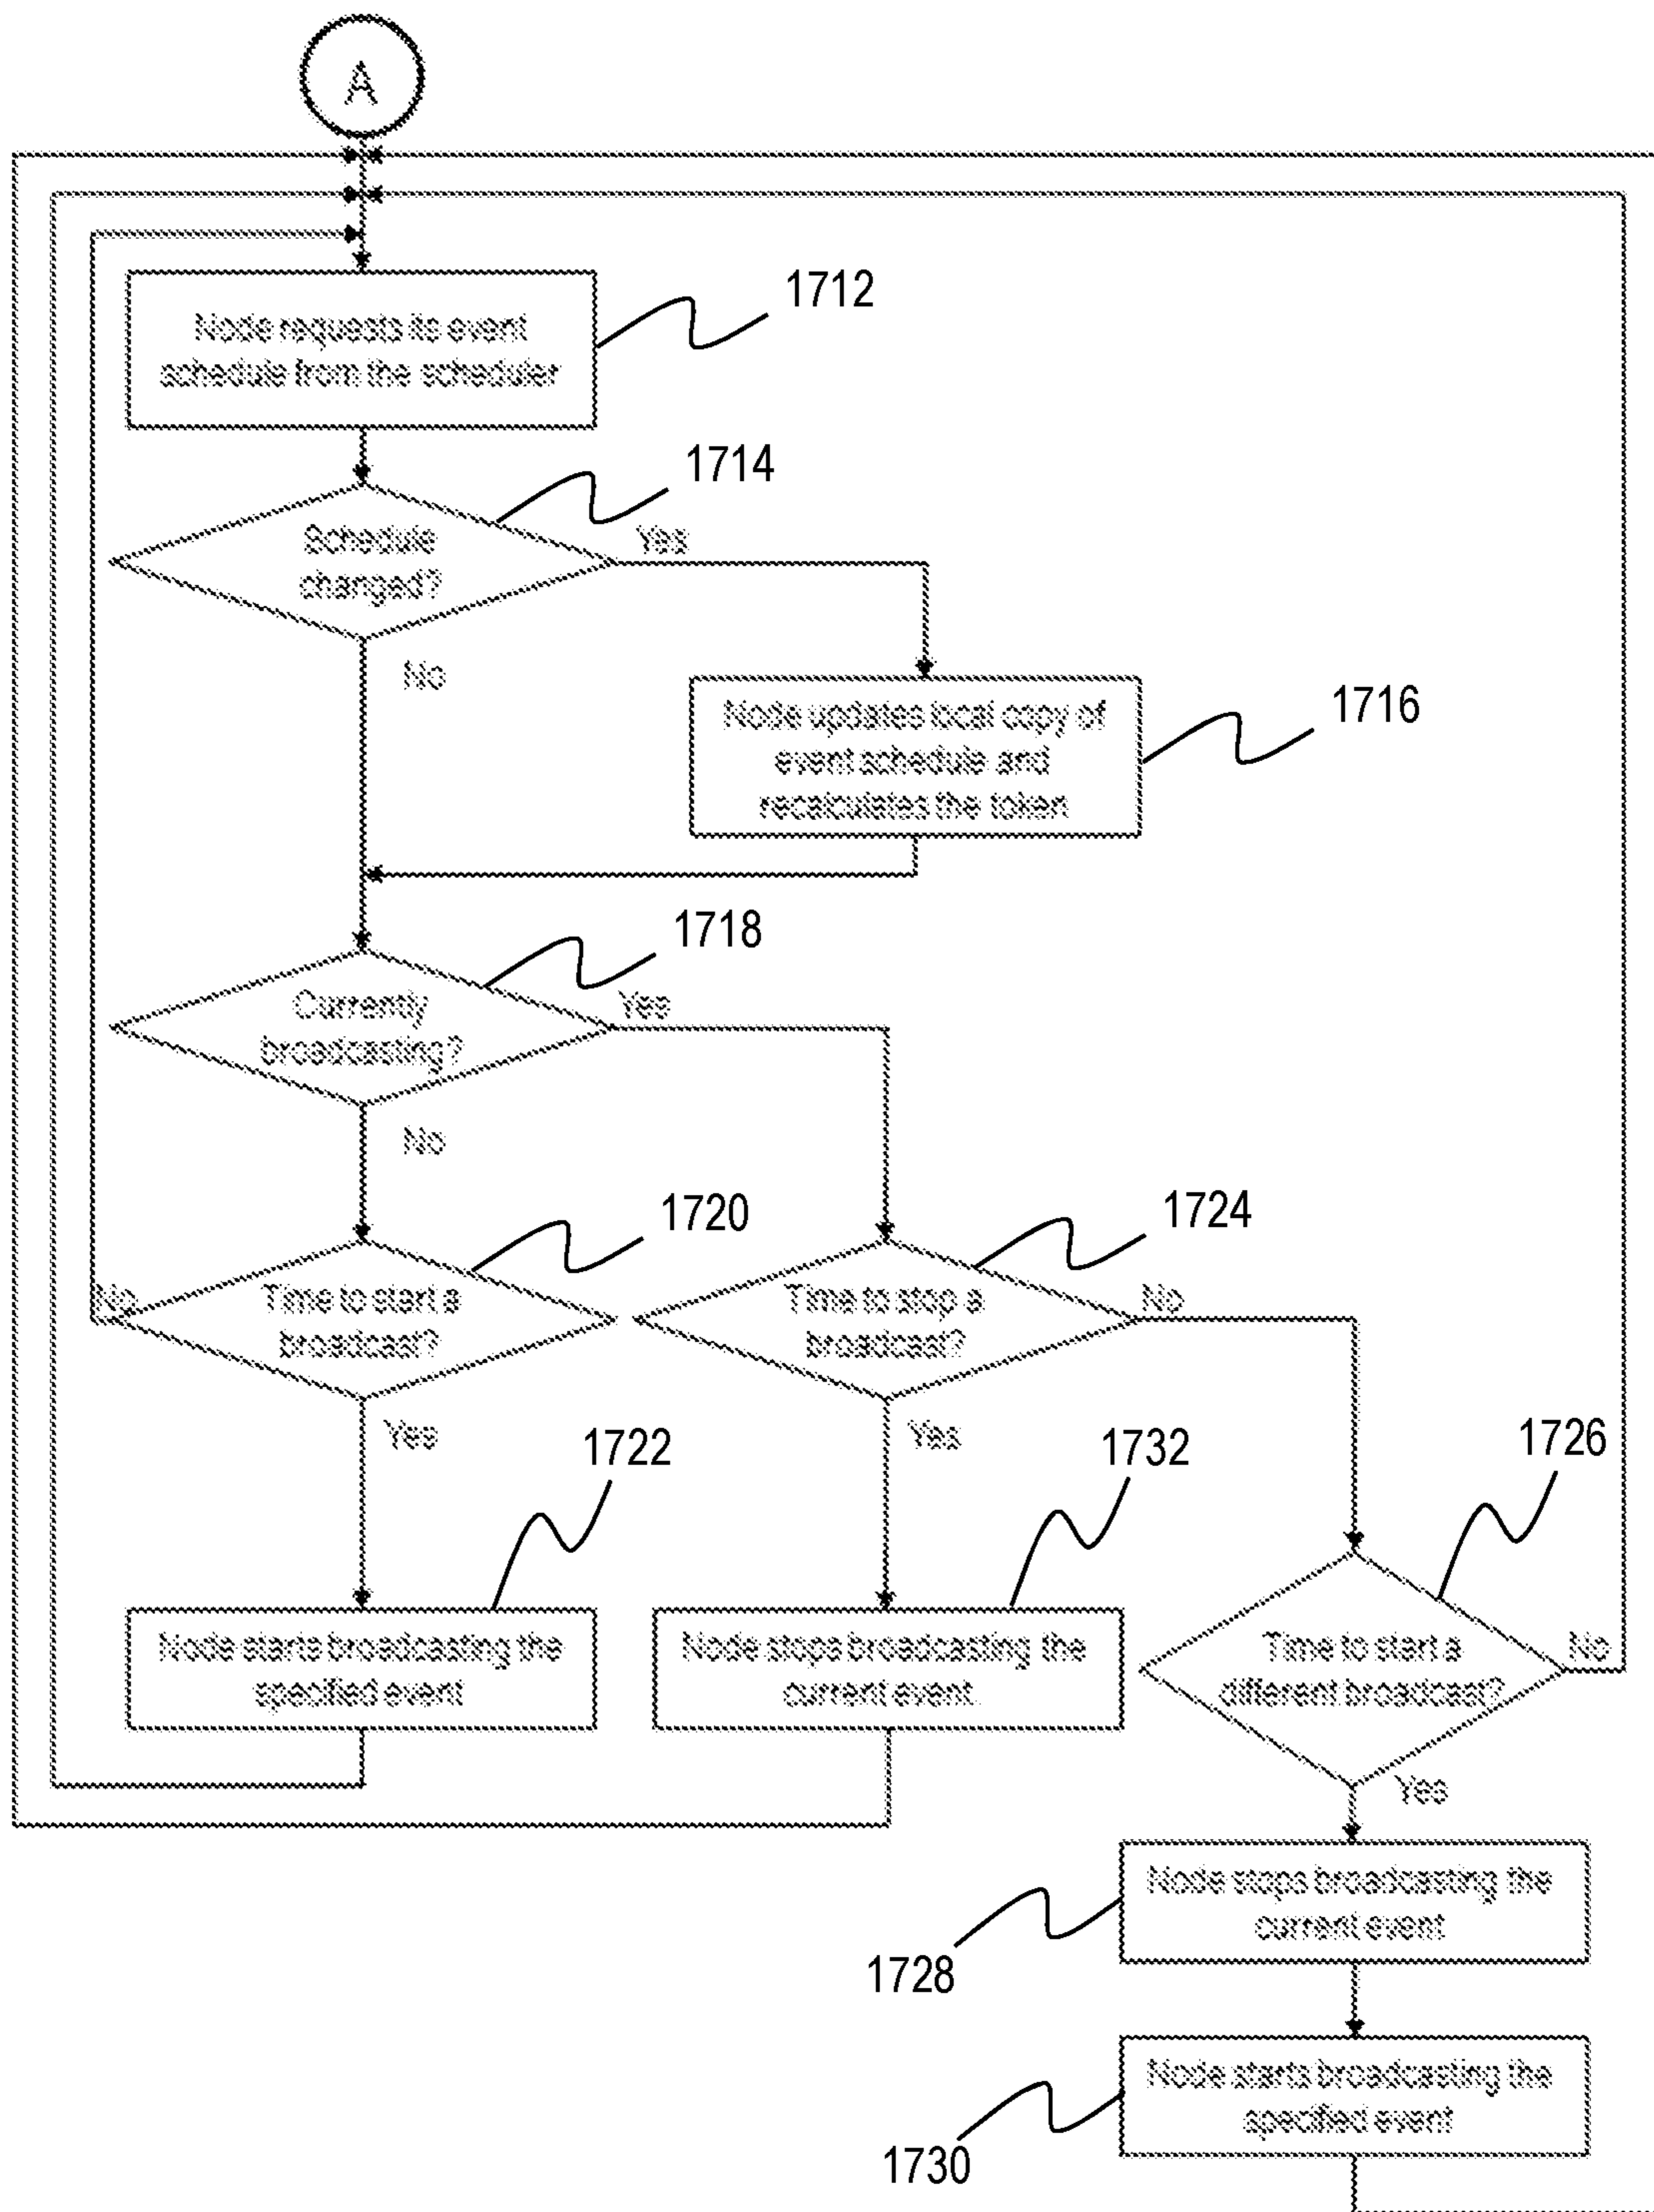 A
1712
Node requests its event
schedule from the scheduler
1714
Schedule
changed?
Yes
No
1716
Node updates local copy of
event schedule and
recalculates the token
1718
Currently
broadcasting?
Yes
No
1720
1724
No
Time to start a
broadcast?
Time to stop a
broadcast?
No
Yes
Yes
1722
1732
1726
Node starts broadcasting the
specified event
Node stops broadcasting the
current event.
Time to start a
different broadcast?
No
Yes
Node stops broadcasting the
current event
1728
Node starts broadcasting the
specified event
1730